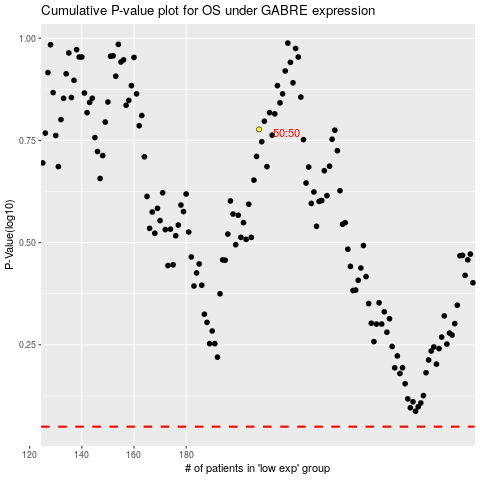 Cumulative P-value plot for OS under GABRE expression
P-Value(log10)
1.00
0.75
0.50
0.25
50:50
120 140 160 180
# of patients in 'low exp' group